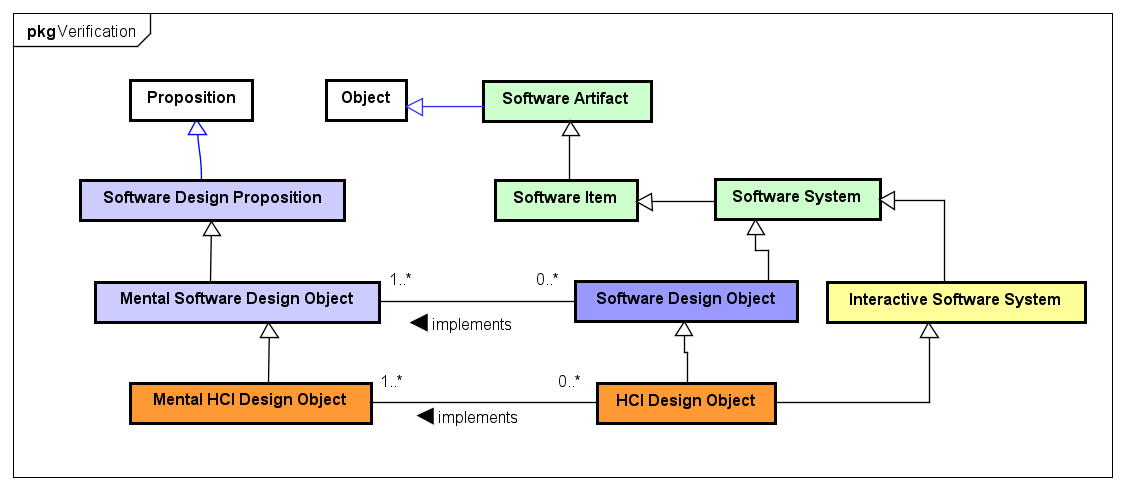 pkg Verification
Proposition
Object
Software Artifact
Software Design Proposition
Software Item
Software System
Mental Software Design Object
1..*
0..*
implements
Software Design Object
Interactive Software System
Mental HCI Design Object
1..*
0..*
implements
HCI Design Object